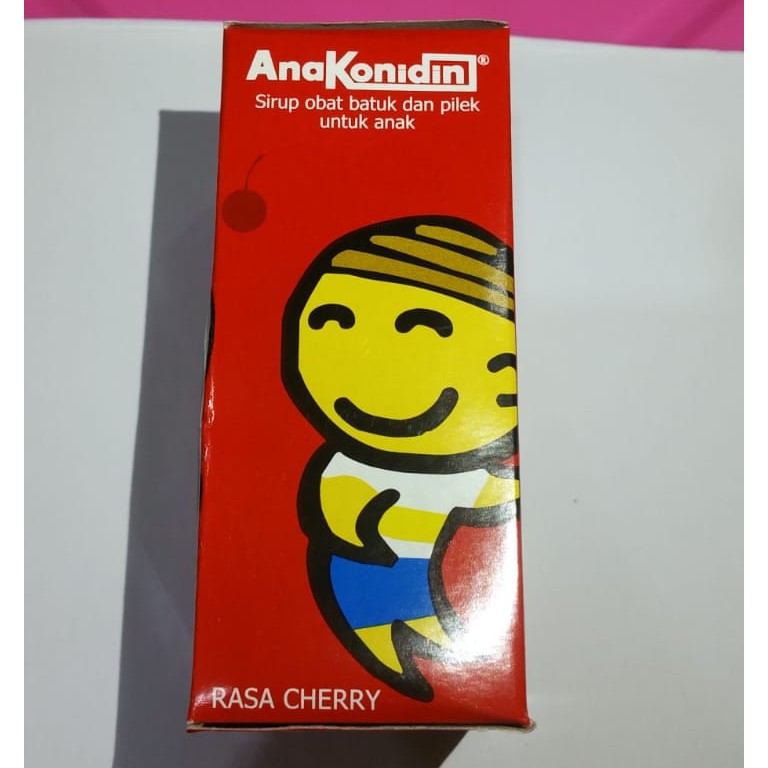 AnaKonidin®
Sirup obat batuk dan pilek
untuk anak
RASA CHERRY